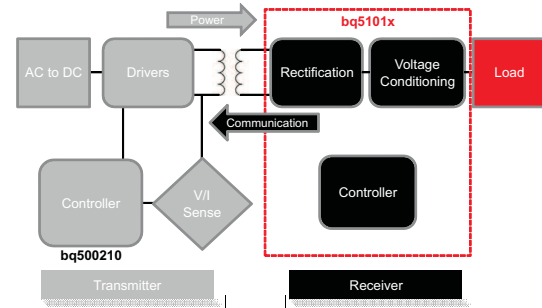 Power
bq5101x
AC to DC
Drivers
Rectification
Voltage
Conditioning
Load
Communication
Controller
V/I
Sense
Controller
bq500210
Transmitter
Receiver